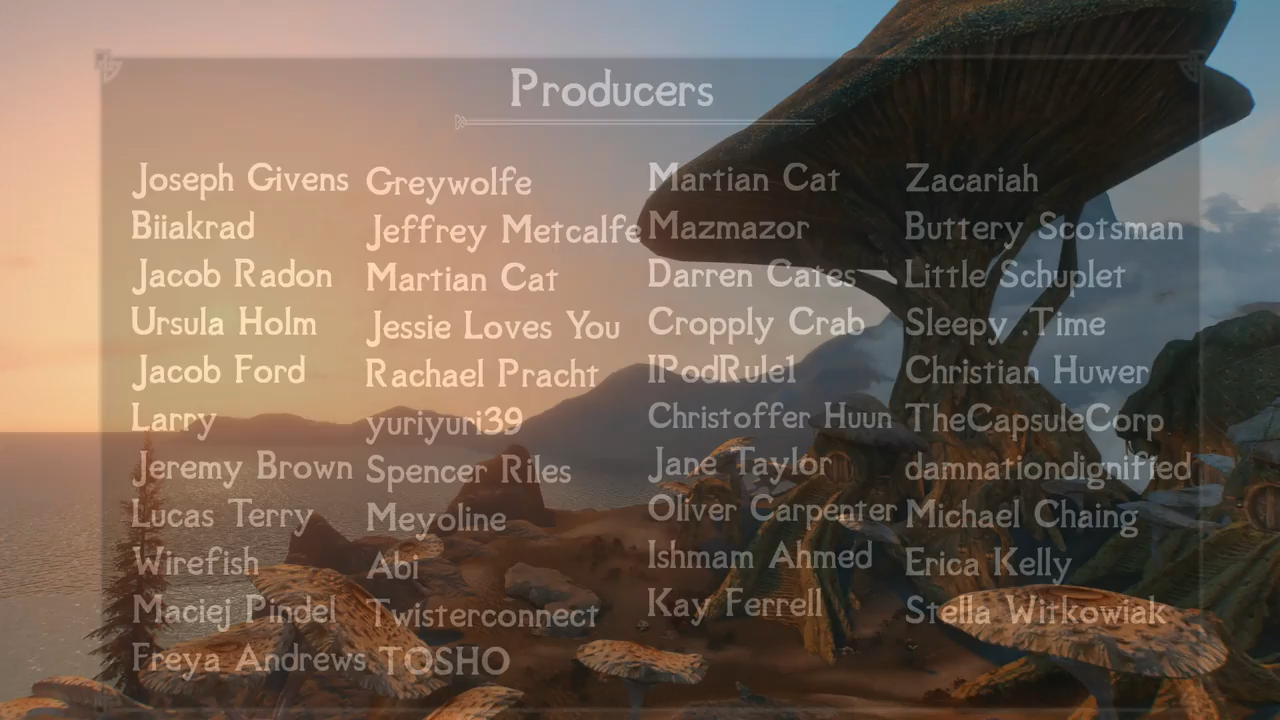 Producers
Joseph Givens
Biiakrad
Jacob Radon
Ursula Holm
Jacob Ford
Larry
Jeremy Brown
Lucas Terry
Wirefish
Maciej Pindel
Freya Andrews
Greywolfe
Jeffrey Metcalfe
Martian Cat
Jessie Loves You
Rachael Pracht
yuriyuri39
Spencer Riles
Meyoline
Abi
Twisterconnect
TOSHO
Martian Cat
Mazmazor
Darren Cates
Cropply Crab
IPodRule1
Christoffer Huun
Jane Taylor
Oliver Carpenter
Ishmam Ahmed
Kay Ferrell
Zacariah
Buttery Scotsman
Little Schuplet
Sleepy .Time
Christian Huwer
TheCapsuleCorp
damnationdignified
Michael Chaing
Erica Kelly
Stella Witkowiak